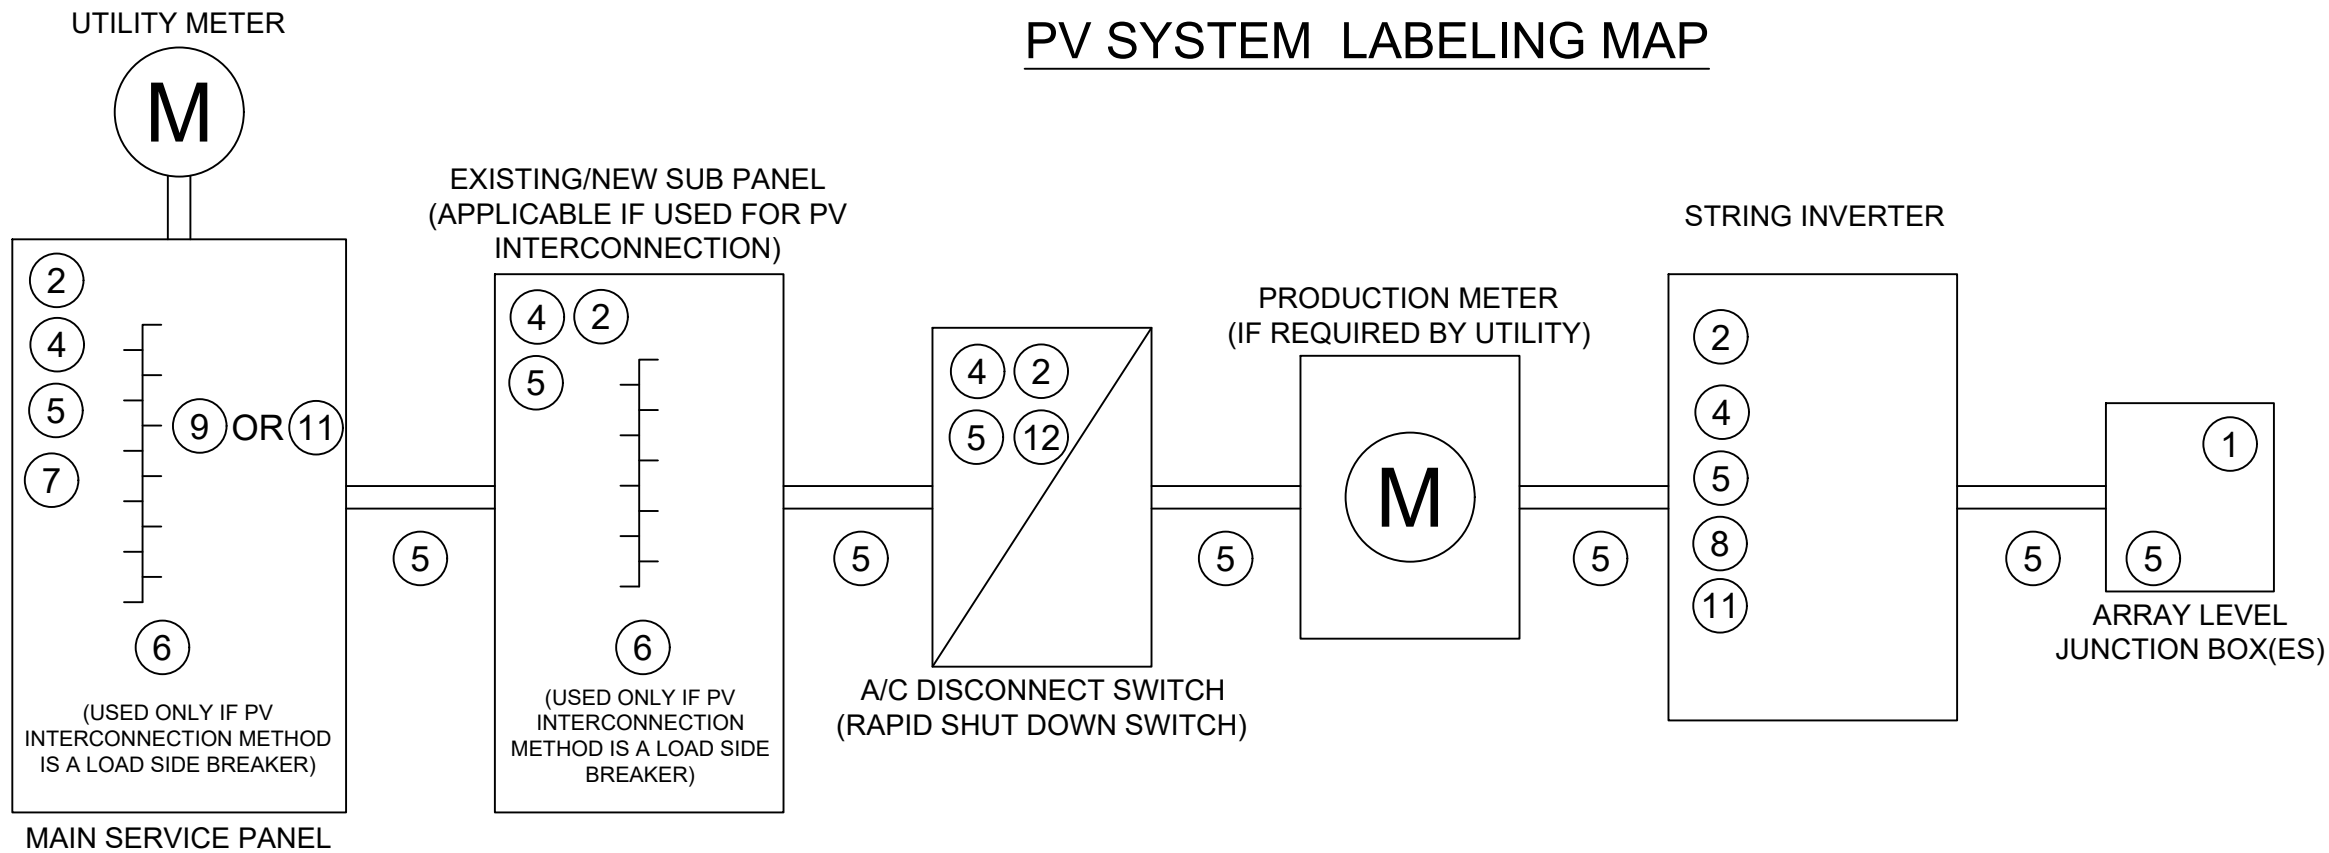 UTILITY METER
PV SYSTEM LABELING MAP
M
EXISTING/NEW SUB PANEL
(APPLICABLE IF USED FOR PV
INTERCONNECTION)
STRING INVERTER
PRODUCTION METER
(IF REQUIRED BY UTILITY)
2
4
5
7
9 OR 11
6
(USED ONLY IF PV
INTERCONNECTION METHOD
IS A LOAD SIDE BREAKER)
MAIN SERVICE PANEL
5
4 2
5
6
(USED ONLY IF PV
INTERCONNECTION
METHOD IS A LOAD SIDE
BREAKER)
5
4 2
5 12
A/C DISCONNECT SWITCH
(RAPID SHUT DOWN SWITCH)
5
M
5
2
4
5
8
11
5
1
5
ARRAY LEVEL
JUNCTION BOX(ES)